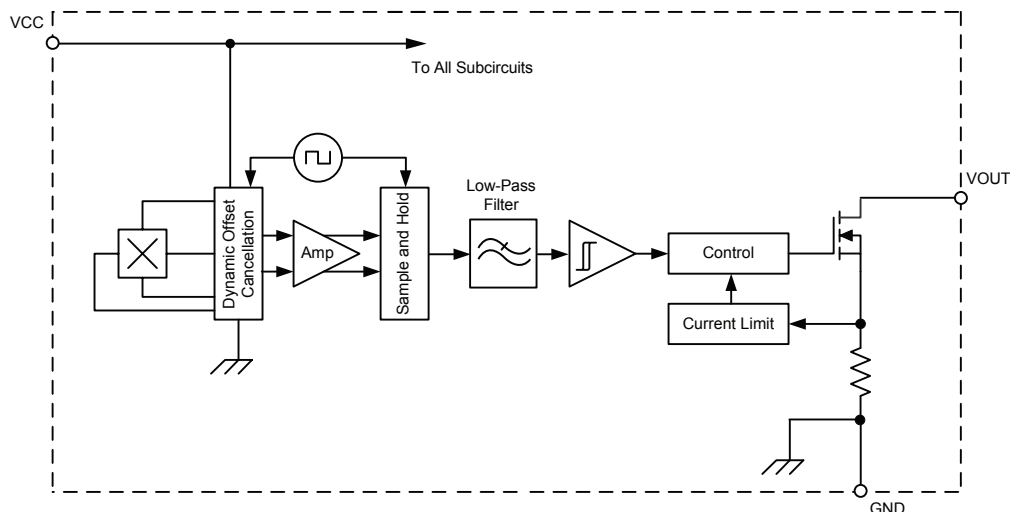 VCC
To All Subcircuits
Low-Pass
Filter
VOUT
Dynamic Offset
Cancellation
Amp
Sample and Hold
Control
Current Limit
GND